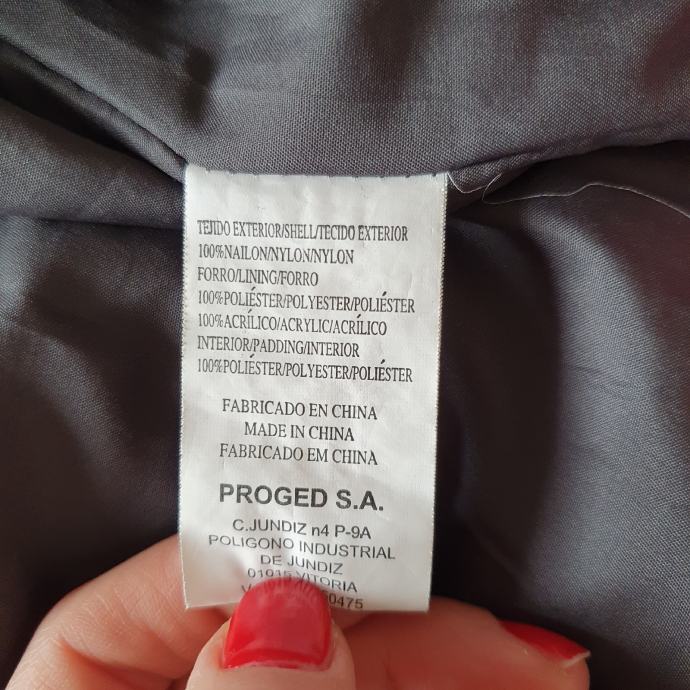 TEJIDO EXTERIOR/SHELL/TECIDO EXTERIOR
100%NAILON/NYLON/NYLON
FORRO/LINING/FORRO
100%POLIÉSTER/POLYESTER/POLIÉSTER
100%ACRÍLICO/ACRYLIC/ACRÍLICO
INTERIOR/PADDING/INTERIOR
100%POLIÉSTER/POLYESTER/POLIÉSTER
FABRICADO EN CHINA
MADE IN CHINA
FABRICADO EM CHINA
PROGED S.A.
C.JUNDIZ n4 P-9A
POLIGONO INDUSTRIAL
DE JUNDIZ
01015 VITORIA